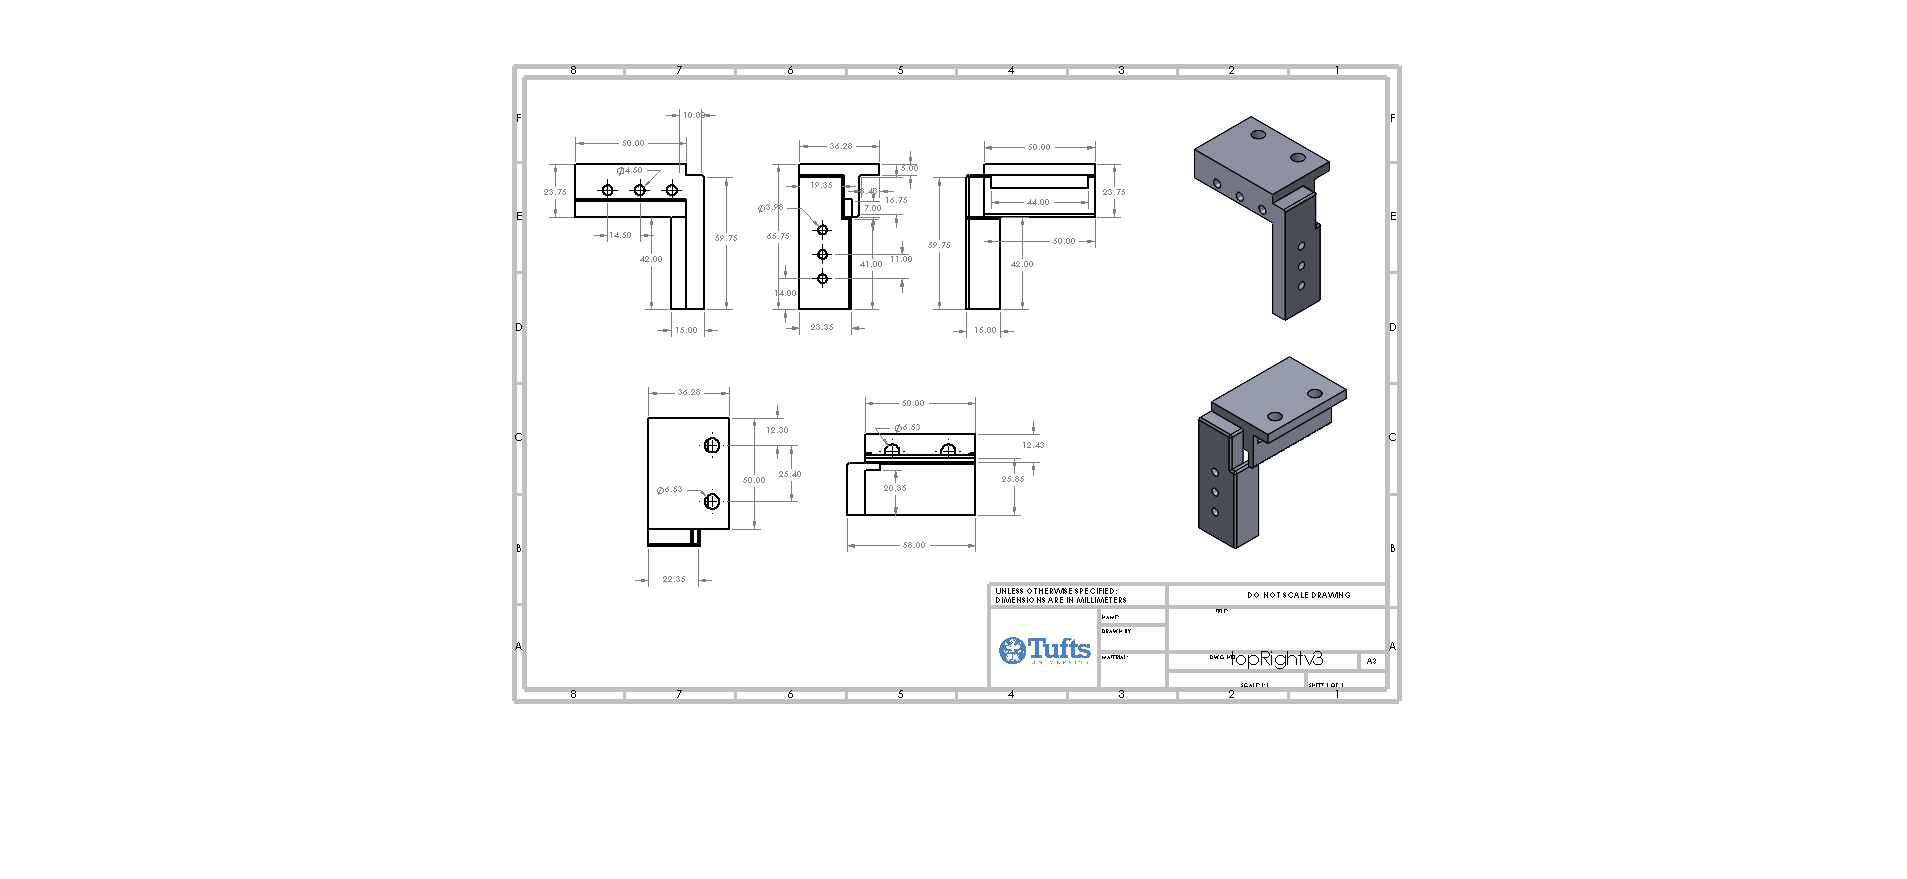 8 7 6 5 4 3 2 1
F F
E E
D D
C C
B B
A A
10.00
50.00
Ø4.50
23.75
14.50
42.00
59.75
15.00
36.28
5.00
19.35
16.75
7.00
Ø3.98
65.75
41.00
11.00
14.00
23.35
50.00
23.75
44.00
50.00
59.75
42.00
15.00
36.28
12.30
25.40
50.00
Ø6.53
22.35
50.00
Ø6.53
12.43
25.85
20.35
58.00
UNLESS OTHERWISE SPECIFIED:
DIMENSIONS ARE IN MILLIMETERS
DO NOT SCALE DRAWING
NAME
DRAWN BY
TITLE:
Tufts
UNIVERSITY
MATERIAL:
DWG NO.
topRightv3
A3
SCALE 1:1
SHEET 1 OF 1
8 7 6 5 4 3 2 1